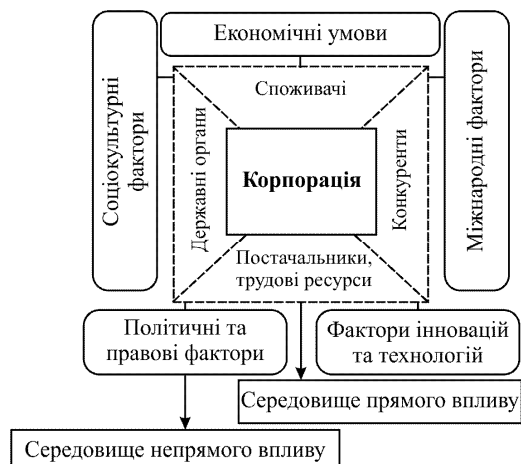 Економічні умови
Соціокультурні
фактори
Споживачі
Міжнародні фактори
Державні органи
Корпорація
Конкуренти
Постачальники,
трудові ресурси
Політичні та
правові фактори
Фактори інновацій
та технологій
Середовище прямого впливу
Середовище непрямого впливу